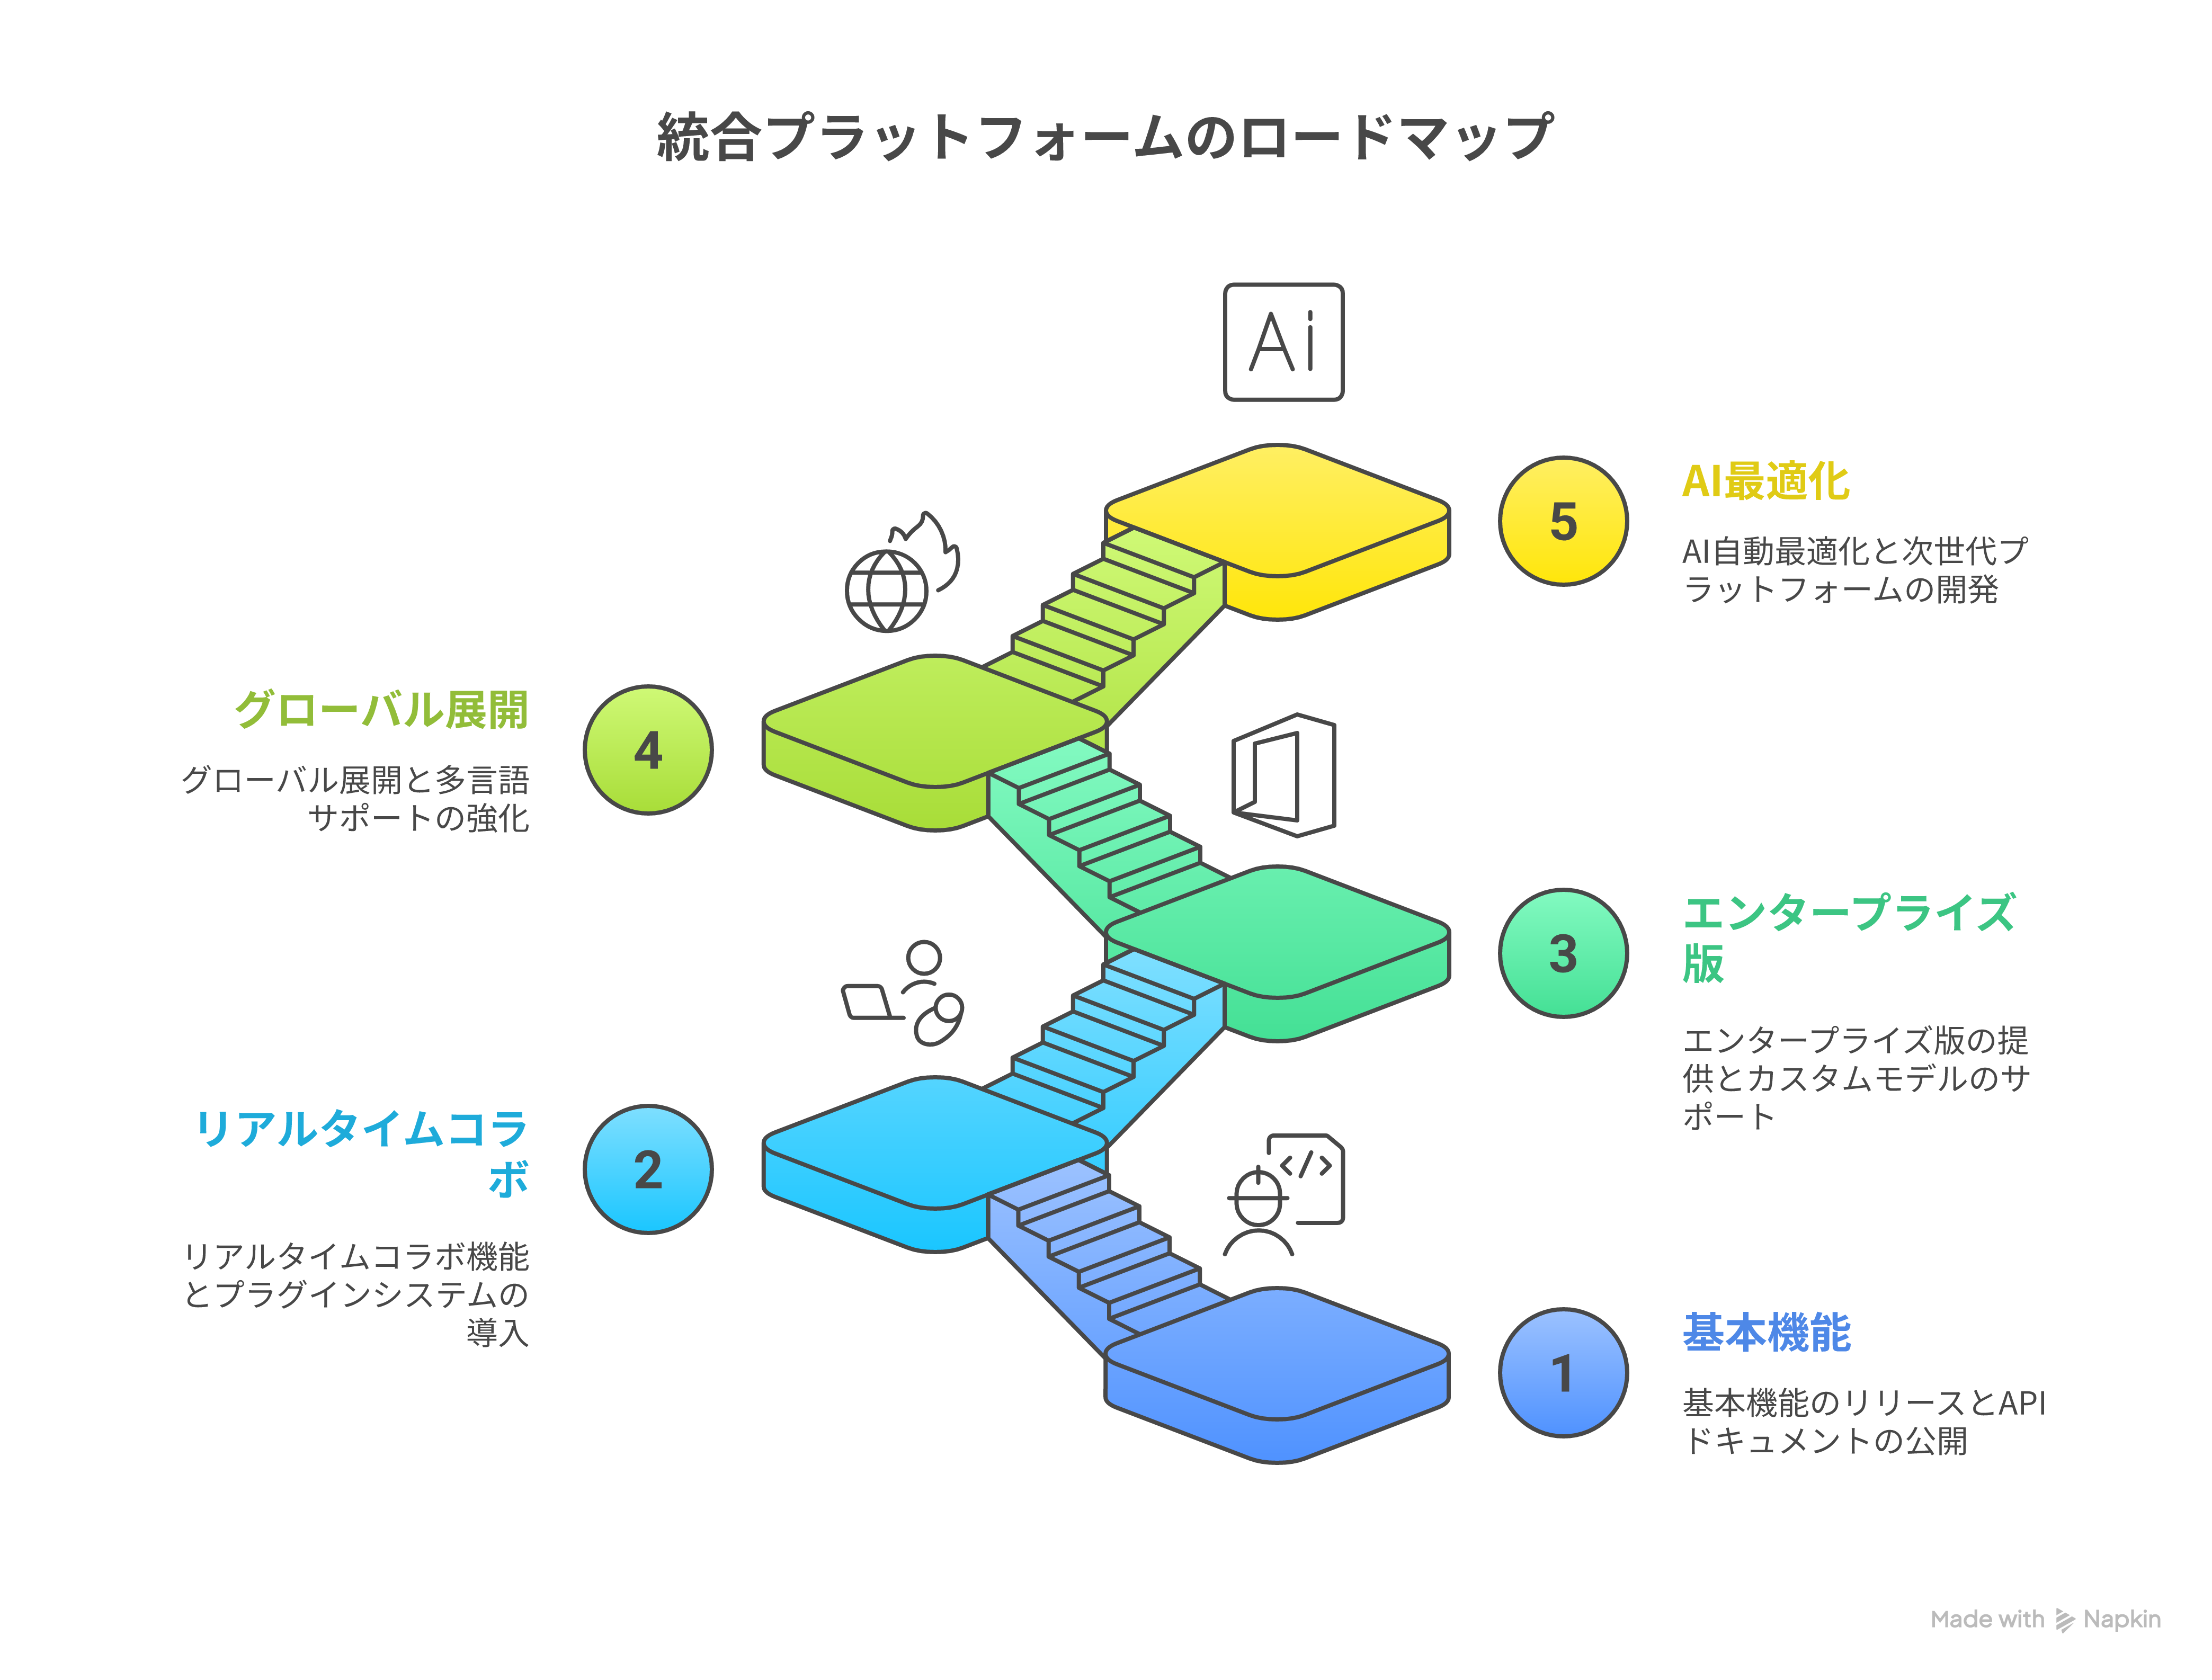 統合プラットフォームのロードマップ
Ai
5
AI最適化
AI自動最適化と次世代プ
ラットフォームの開発
グローバル展開
4
グローバル展開と多言語
サポートの強化
3
エンタープライズ
版
エンタープライズ版の提
供とカスタムモデルのサ
ポート
リアルタイムコラ
ボ
2
リアルタイムコラボ機能
とプラグインシステムの
導入
</>
1
基本機能
基本機能のリリースとAPI
ドキュメントの公開
Made with Napkin